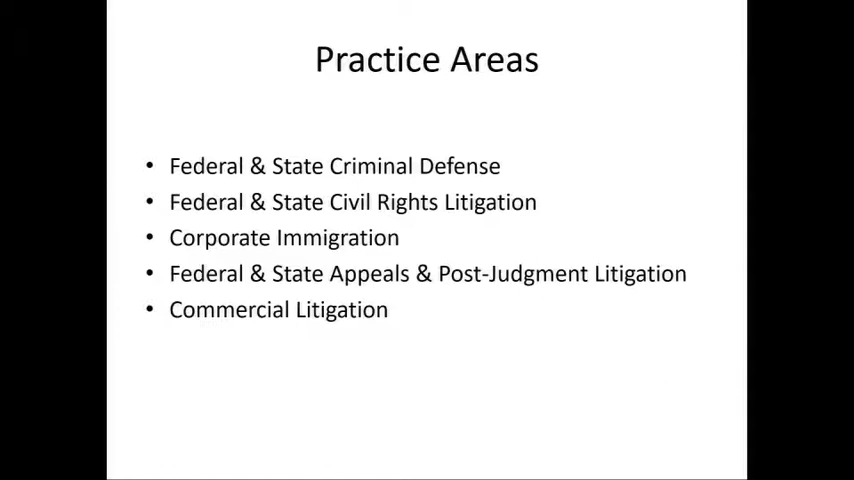 Practice Areas
• Federal & State Criminal Defense
• Federal & State Civil Rights Litigation
• Corporate Immigration
• Federal & State Appeals & Post-Judgment Litigation
• Commercial Litigation